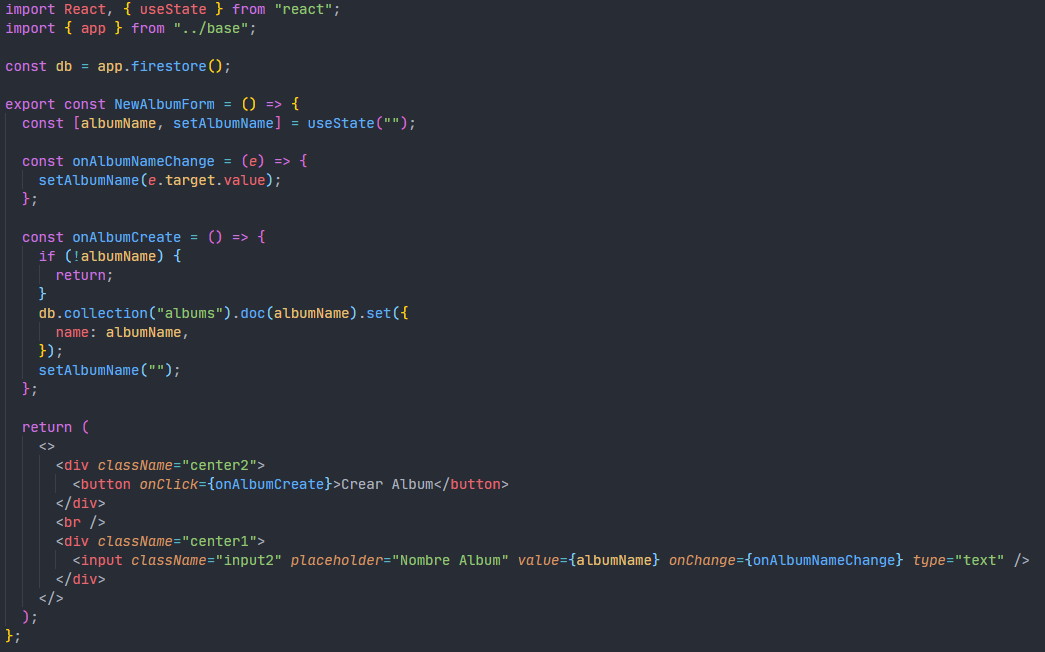 import React, { useState } from "react";
import { app } from "../base";

const db = app.firestore();

export const NewAlbumForm = () => {
  const [albumName, setAlbumName] = useState("");

  const onAlbumNameChange = (e) => {
    setAlbumName(e.target.value);
  };

  const onAlbumCreate = () => {
    if (!albumName) {
      return;
    }
    db.collection("albums").doc(albumName).set({
      name: albumName,
    });
    setAlbumName("");
  };

  return (
    <>
      <div className="center2">
        <button onClick={onAlbumCreate}>Crear Album</button>
      </div>
      <br />
      <div className="center1">
        <input className="input2" placeholder="Nombre Album" value={albumName} onChange={onAlbumNameChange} type="text" />
      </div>
    </>
  );
};